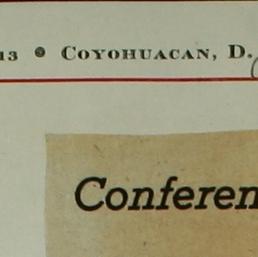 13 ● COYOHUACAN, D.
Conferen